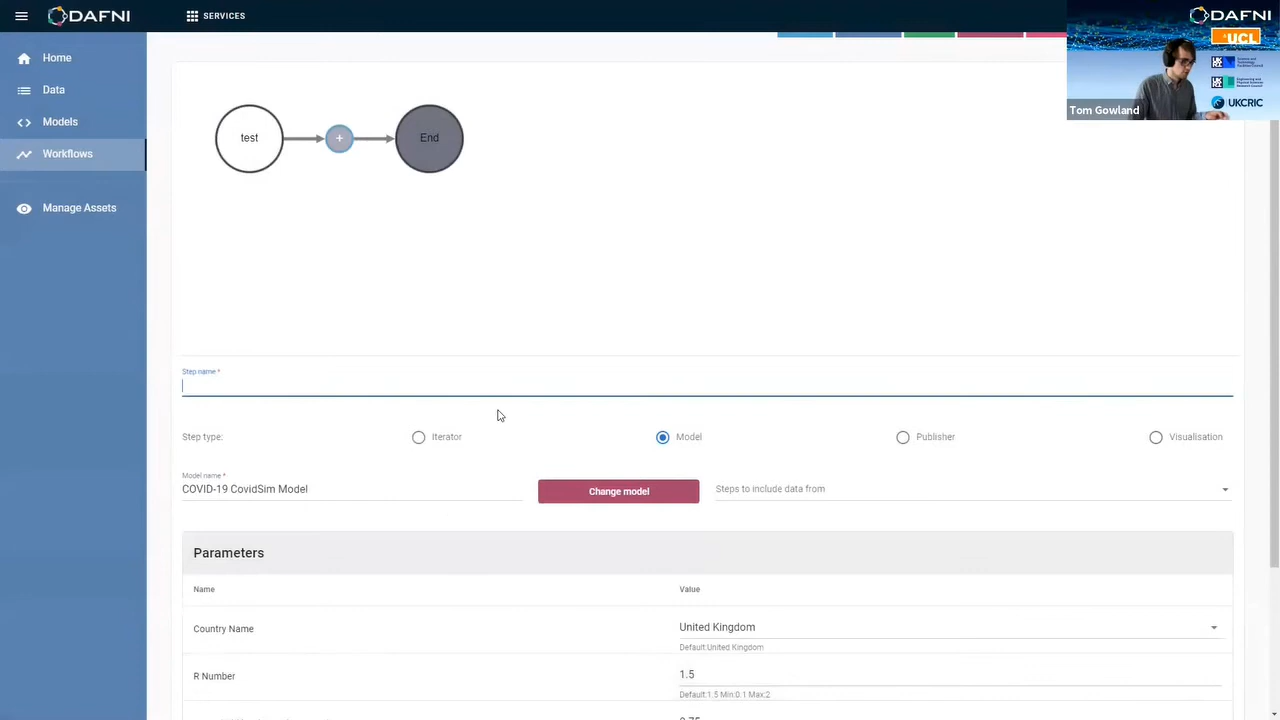 DAFNI
SERVICES
DAFNI
UCL
UKCRIC
Tom Gowland
Home
Data
Models
Workflows
Manage Assets
test
+
End
Step name *
Step type:
Iterator
Model
Publisher
Visualisation
Model name *
COVID-19 CovidSim Model
Change model
Steps to include data from
Parameters
Name
Value
Country Name
United Kingdom
Default:United Kingdom
R Number
1.5
Default:1.5 Min:0.1 Max:2